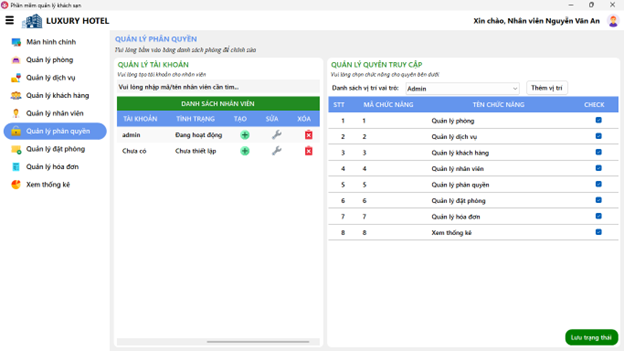 Phần mềm quản lý khách sạn
LUXURY HOTEL
Xin chào, Nhân viên Nguyễn Văn An
Màn hình chính
Quản lý phòng
Quản lý dịch vụ
Quản lý khách hàng
Quản lý nhân viên
Quản lý phân quyền
Quản lý đặt phòng
Quản lý hóa đơn
Xem thống kê
QUẢN LÝ PHÂN QUYỀN
Vui lòng bấm vào bảng danh sách phòng để chỉnh sửa
QUẢN LÝ TÀI KHOẢN
Vui lòng tạo tài khoản cho nhân viên
Vui lòng nhập mã/tên nhân viên cần tìm...
DANH SÁCH NHÂN VIÊN
TÀI KHOẢN TÌNH TRẠNG TẠO SỬA XÓA
admin Đang hoạt động
Chưa có Chưa thiết lập
QUẢN LÝ QUYỀN TRUY CẬP
Vui lòng chọn chức năng cho quyền bên dưới
Danh sách vị trí vai trò: Admin Thêm vị trí
STT MÃ CHỨC NĂNG TÊN CHỨC NĂNG CHECK
1 1 Quản lý phòng
2 2 Quản lý dịch vụ
3 3 Quản lý khách hàng
4 4 Quản lý nhân viên
5 5 Quản lý phân quyền
6 6 Quản lý đặt phòng
7 7 Quản lý hóa đơn
8 8 Xem thống kê
Lưu trạng thái